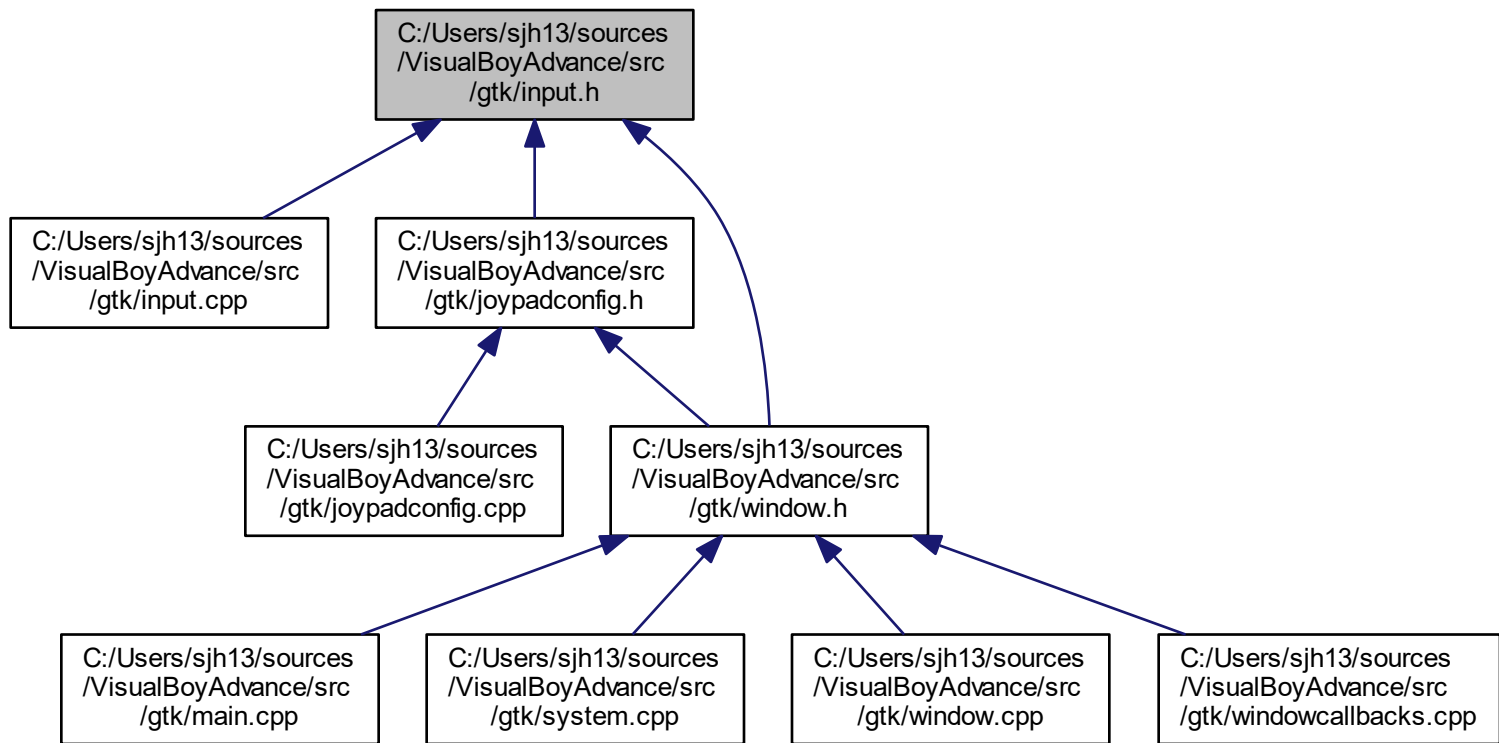 C:/Users/sjh13/sources
/VisualBoyAdvance/src
/gtk/input.h
C:/Users/sjh13/sources
/VisualBoyAdvance/src
/gtk/input.cpp
C:/Users/sjh13/sources
/VisualBoyAdvance/src
/gtk/joypadconfig.h
C:/Users/sjh13/sources
/VisualBoyAdvance/src
/gtk/joypadconfig.cpp
C:/Users/sjh13/sources
/VisualBoyAdvance/src
/gtk/window.h
C:/Users/sjh13/sources
/VisualBoyAdvance/src
/gtk/main.cpp
C:/Users/sjh13/sources
/VisualBoyAdvance/src
/gtk/system.cpp
C:/Users/sjh13/sources
/VisualBoyAdvance/src
/gtk/window.cpp
C:/Users/sjh13/sources
/VisualBoyAdvance/src
/gtk/windowcallbacks.cpp